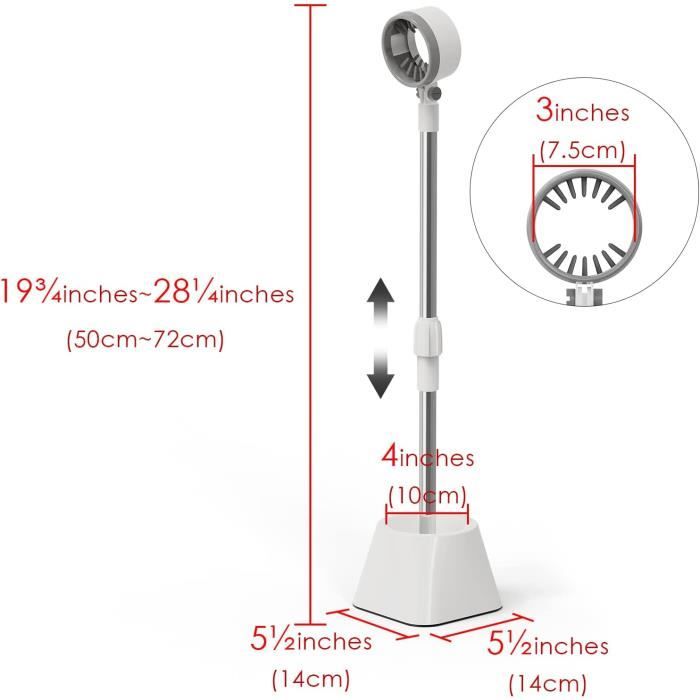 3inches
(7.5cm)
19¾inches~28¼inches
(50cm~72cm)
4inches
(10cm)
5½inches
(14cm)
5½inches
(14cm)